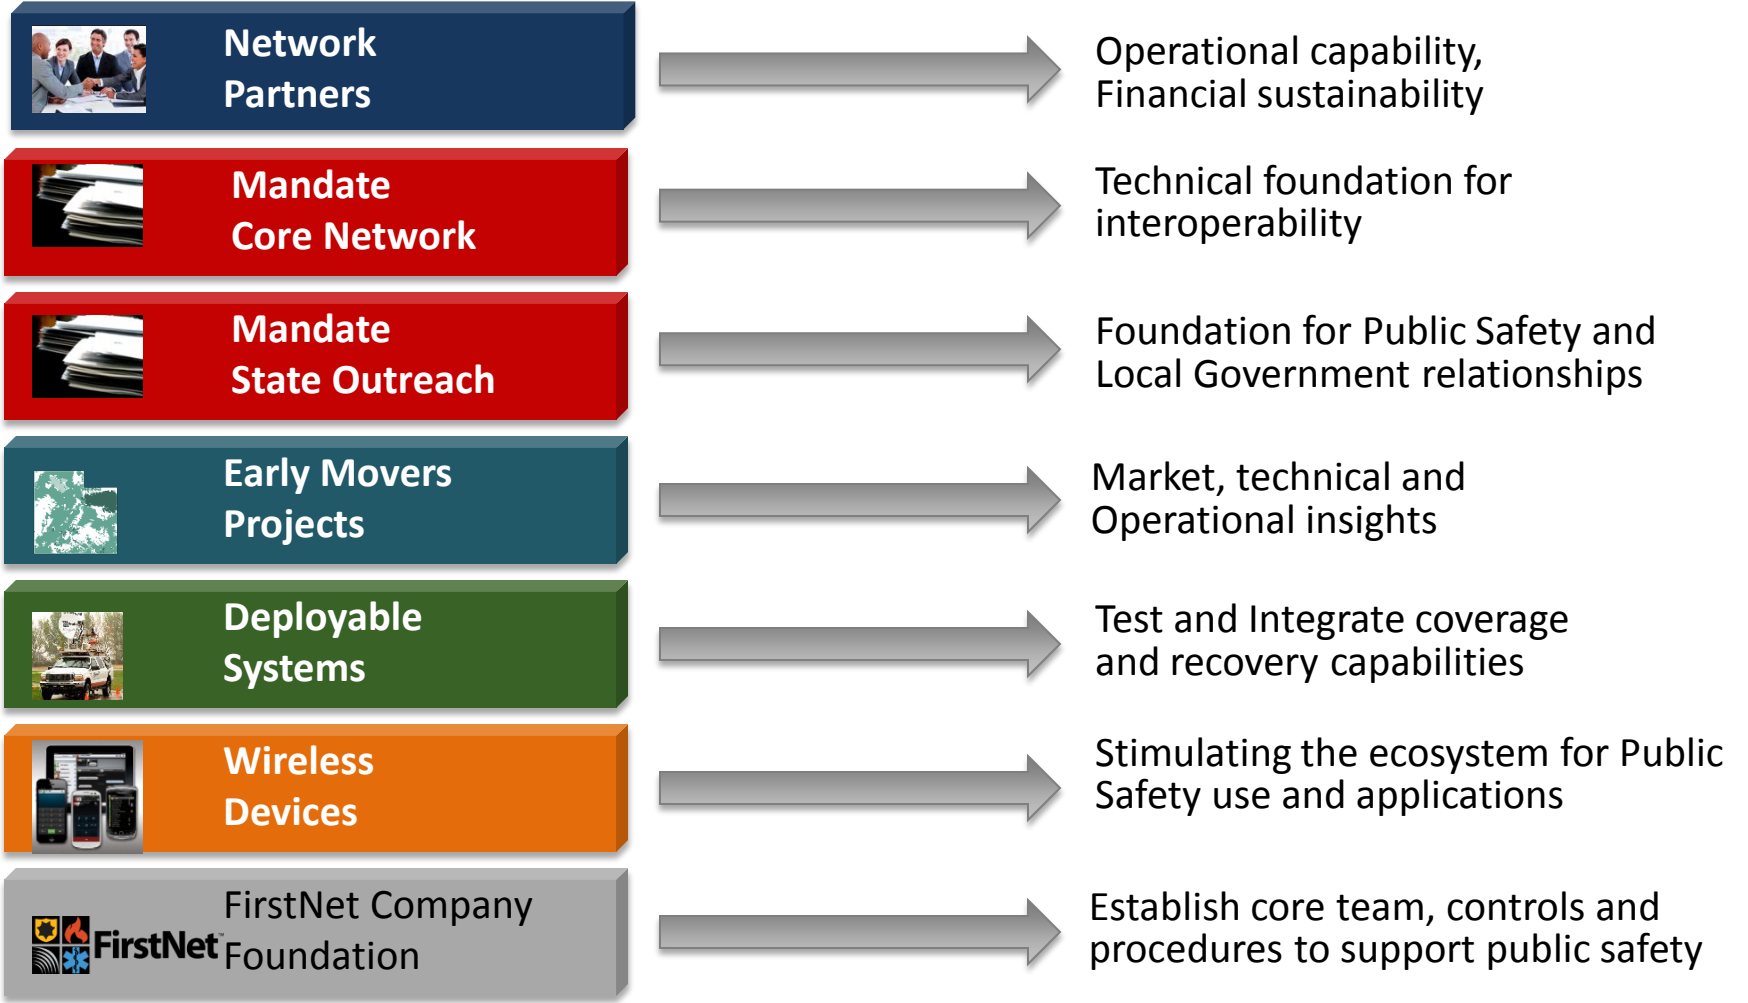 Network
Partners
Operational capability,
Financial sustainability
Mandate
Core Network
Technical foundation for
interoperability
Mandate
State Outreach
Foundation for Public Safety and
Local Government relationships
Early Movers
Projects
Market, technical and
Operational insights
Deployable
Systems
Test and Integrate coverage
and recovery capabilities
Wireless
Devices
Stimulating the ecosystem for Public
Safety use and applications
FirstNet™
FirstNet Company
Foundation
Establish core team, controls and
procedures to support public safety